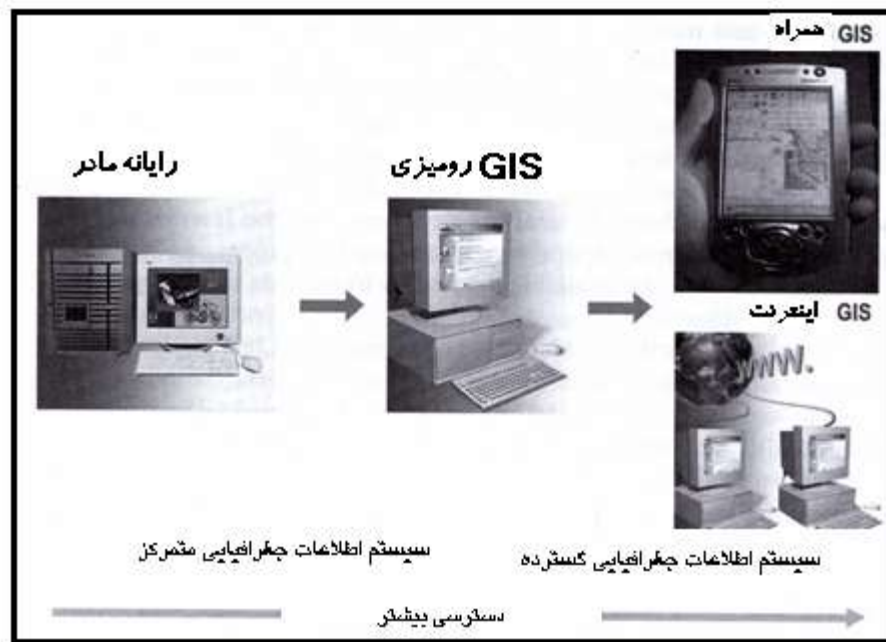 GIS همراه
رایانه مادر
GIS رومیزی
GIS اینترنت
www.
سیستم اطلاعات جغرافیایی متمرکز
سیستم اطلاعات جغرافیایی گسترده
دسترسی بیشتر